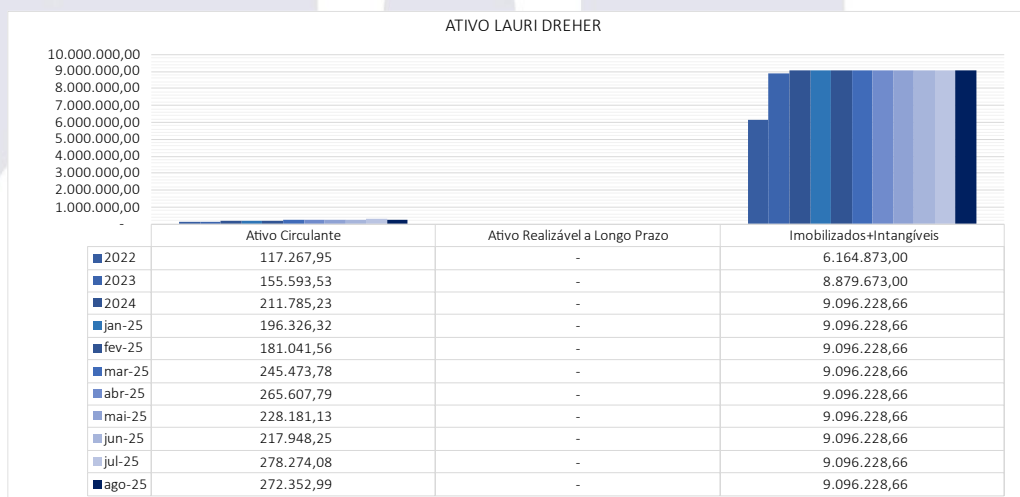 ATIVO LAURI DREHER
10.000.000,00
9.000.000,00
8.000.000,00
7.000.000,00
6.000.000,00
5.000.000,00
4.000.000,00
3.000.000,00
2.000.000,00
1.000.000,00
-
Ativo Circulante Ativo Realizável a Longo Prazo Imobilizados+Intangíveis
2022 117.267,95 - 6.164.873,00
2023 155.593,53 - 8.879.673,00
2024 211.785,23 - 9.096.228,66
jan-25 196.326,32 - 9.096.228,66
fev-25 181.041,56 - 9.096.228,66
mar-25 245.473,78 - 9.096.228,66
abr-25 265.607,79 - 9.096.228,66
mai-25 228.181,13 - 9.096.228,66
jun-25 217.948,25 - 9.096.228,66
jul-25 278.274,08 - 9.096.228,66
ago-25 272.352,99 - 9.096.228,66